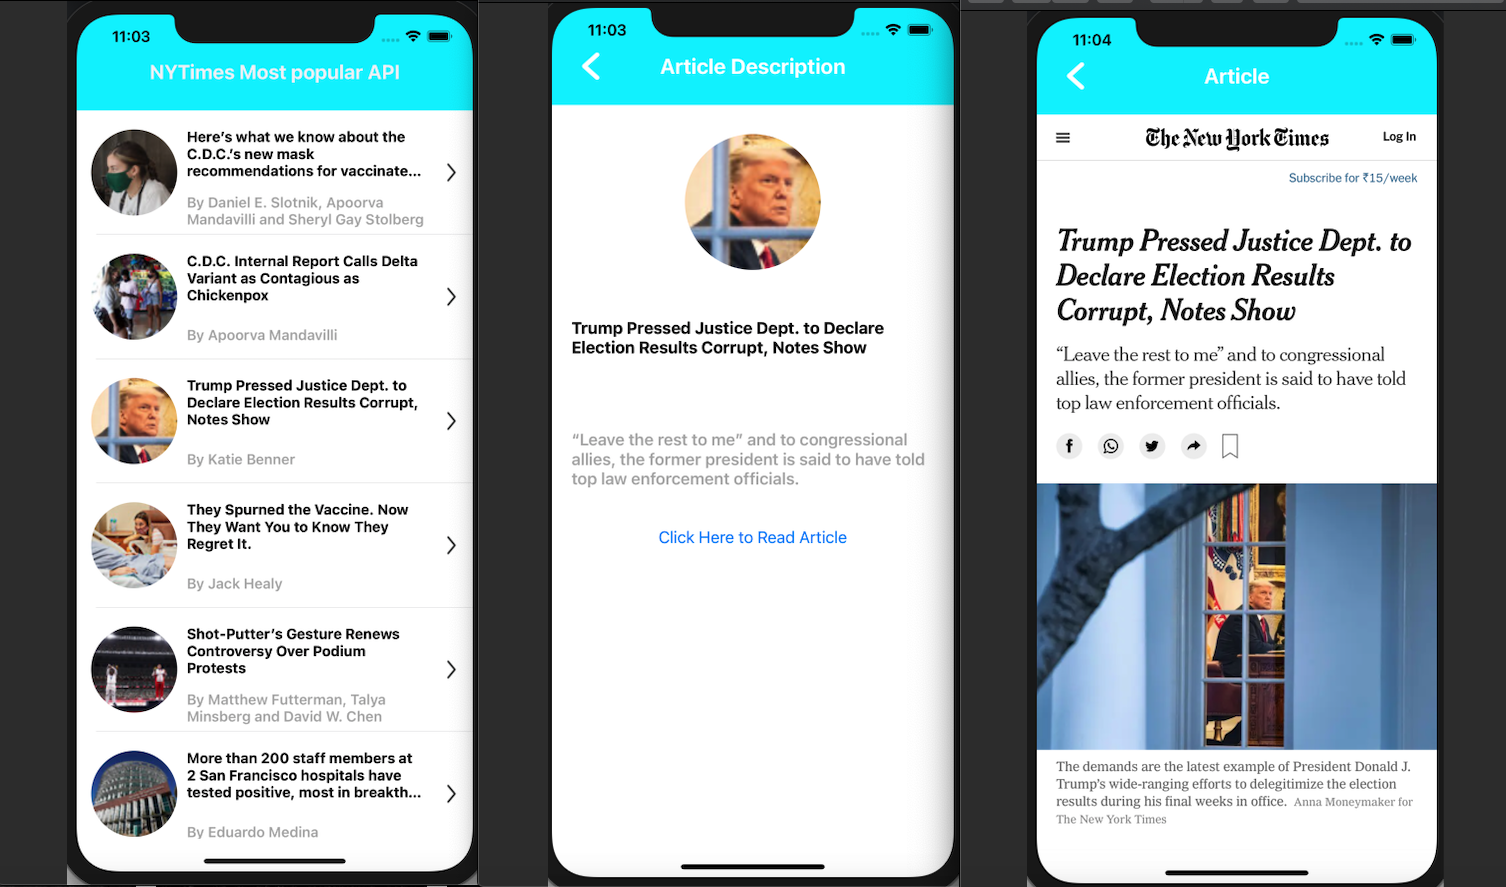 11:03
NYTimes Most popular API
Here’s what we know about the
C.D.C.’s new mask
recommendations for vaccinate...
By Daniel E. Slotnik, Apoorva
Mandavilli and Sheryl Gay Stolberg
C.D.C. Internal Report Calls Delta
Variant as Contagious as
Chickenpox
By Apoorva Mandavilli
Trump Pressed Justice Dept. to
Declare Election Results Corrupt,
Notes Show
By Katie Benner
They Spurned the Vaccine. Now
They Want You to Know They
Regret It.
By Jack Healy
Shot-Putter’s Gesture Renews
Controversy Over Podium
Protests
By Matthew Futterman, Talya
Minsberg and David W. Chen
More than 200 staff members at
2 San Francisco hospitals have
tested positive, most in breakth...
By Eduardo Medina
11:03
Article Description
Trump Pressed Justice Dept. to Declare
Election Results Corrupt, Notes Show
“Leave the rest to me” and to congressional
allies, the former president is said to have told
top law enforcement officials.
Click Here to Read Article
11:04
Article
The New York Times
Log In
Subscribe for ₹15/week
Trump Pressed Justice Dept. to
Declare Election Results
Corrupt, Notes Show
“Leave the rest to me” and to congressional
allies, the former president is said to have told
top law enforcement officials.
The demands are the latest example of President Donald J.
Trump’s wide-ranging efforts to delegitimize the election
results during his final weeks in office. Anna Moneymaker for
The New York Times